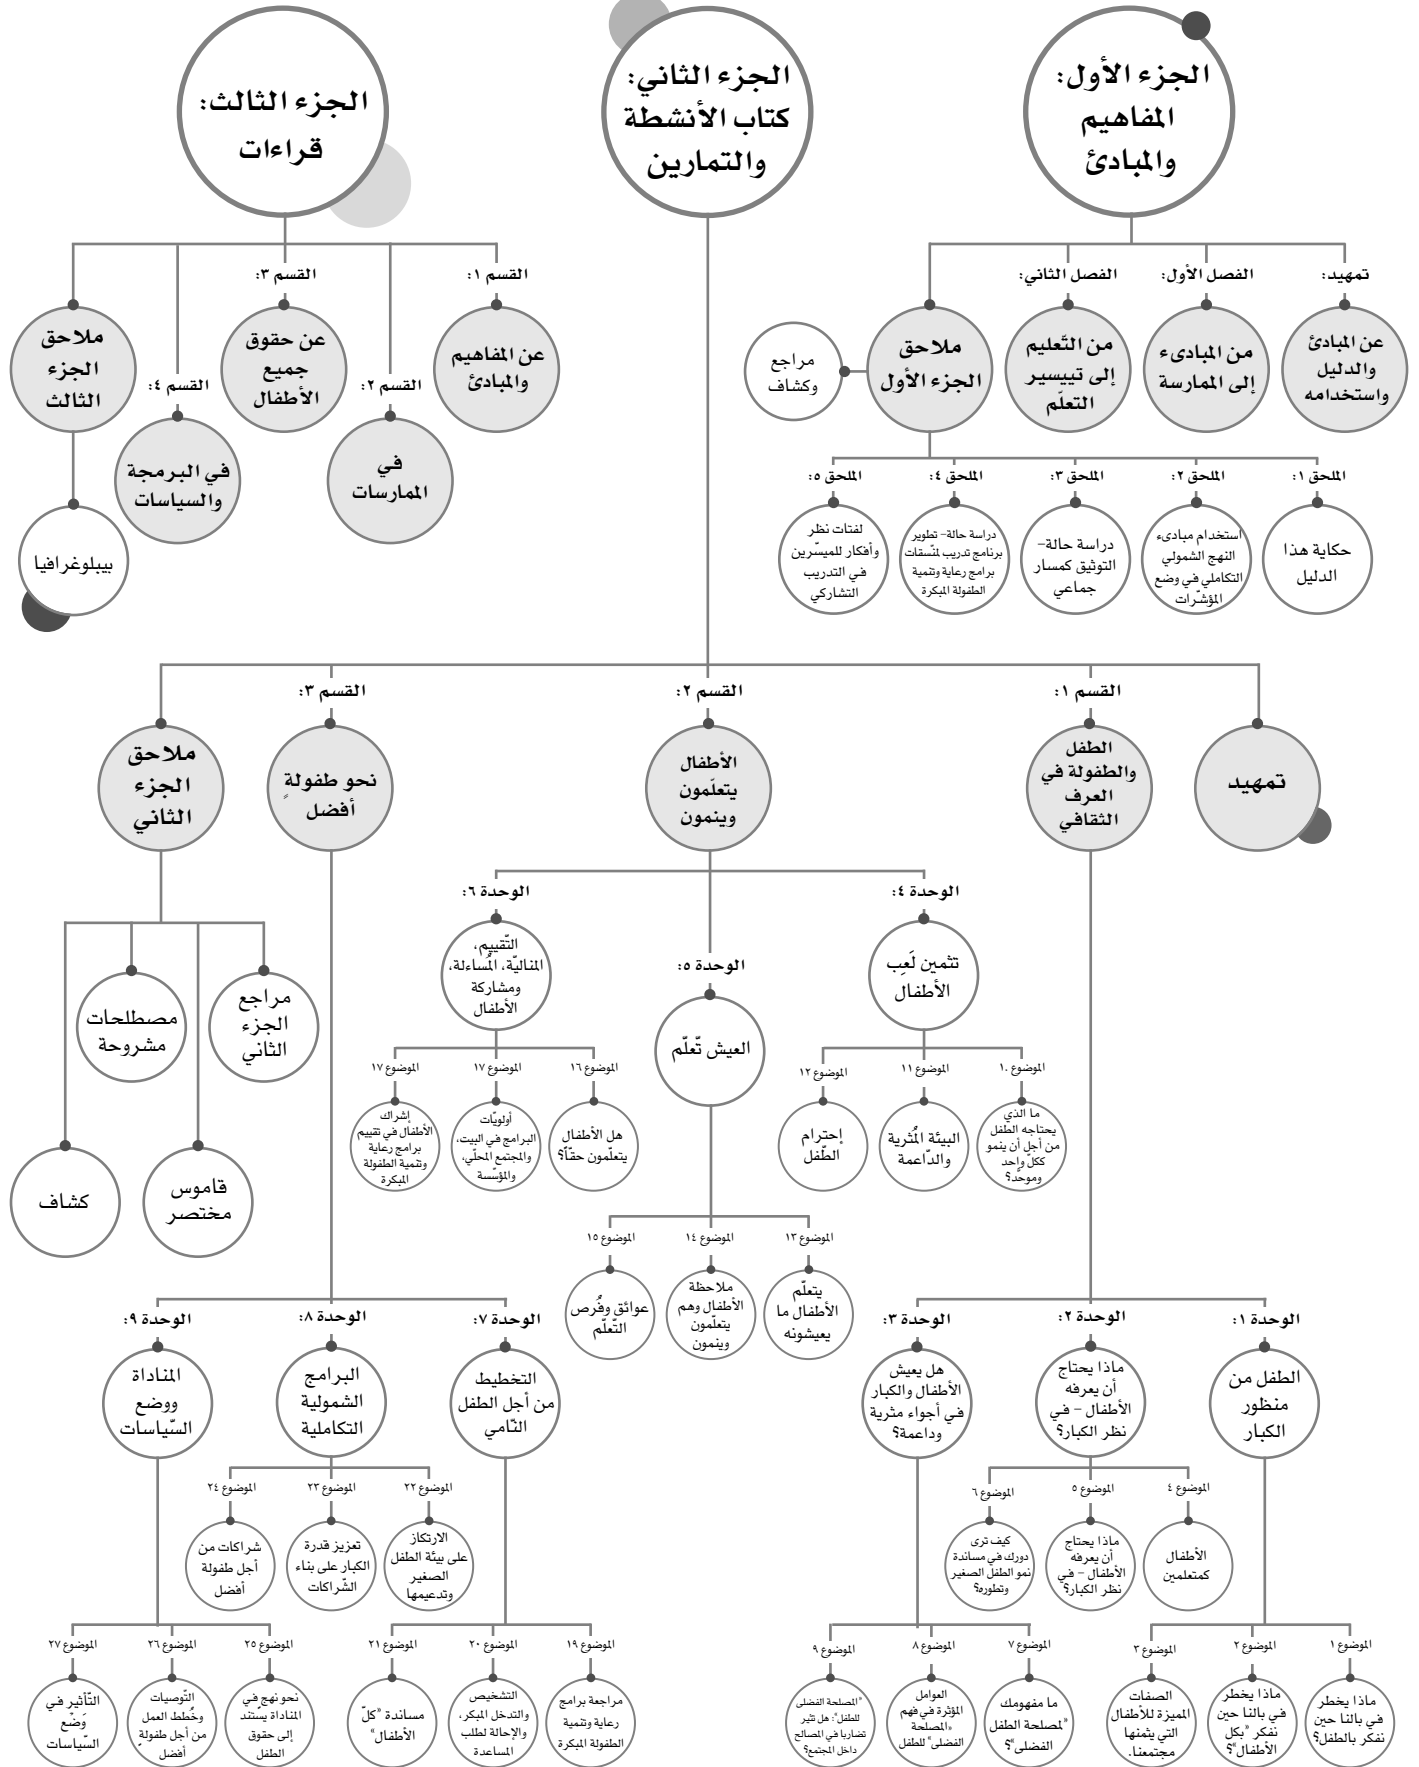 الجزء الأول:
المفاهيم
والمبادئ
الجزء الثاني:
كتاب الأنشطة
والتمارين
الجزء الثالث:
قراءات
تمهيد:
عن المبادئ
والدليل
واستخدامه
الفصل الأول:
من المبادىء
إلى الممارسة
الفصل الثاني:
من التّعليم
إلى تييسير
التعلّم
ملاحق
الجزء الأول
مراجع
وكشاف
الملحق ١:
حكاية هذا
الدليل
الملحق ٢:
استخدام مبادىء
النهج الشمولي
التكاملي في وضع
المؤشّرات
الملحق ٣:
دراسة حالة–
التوثيق كمسار
جماعي
الملحق ٤:
دراسة حالة– تطوير
برنامج تدريب لمنّسقات
برامج رعاية وتنمية
الطفولة المبكرة
الملحق ٥:
لفتات نظر
وأفكار للميسّرين
في التدريب
التشاركي
القسم ١:
عن المفاهيم
والمبادئ
القسم ٢:
في
الممارسات
القسم ٣:
عن حقوق
جميع
الأطفال
القسم ٤:
في البرمجة
والسياسات
ملاحق
الجزء
الثالث
بيبلوغرافيا
تمهيد
القسم ١:
الطفل
والطفولة في
العرف
الثقافي
القسم ٢:
الأطفال
يتعلّمون
وينمون
القسم ٣:
نحو طفولةٍ
أفضل
ملاحق
الجزء
الثاني
مراجع
الجزء
الثاني
مصطلحات
مشروحة
قاموس
مختصر
كشاف
الوحدة ٤:
تثمين لَعِب
الأطفال
الموضوع ١٠
ما الذي
يحتاجه الطفل
من أجل أن ينمو
ككلّ واحد
وموحّد؟
الموضوع ١١
البيئة المُثرية
والدّاعمة
الموضوع ١٢
إحترام
الطّفل
الوحدة ٥:
العيش تّعلّم
الموضوع ١٣
يتعلّم
الأطفال ما
يعيشونه
الموضوع ١٤
ملاحظة
الأطفال وهم
يتعلّمون
وينمون
الموضوع ١٥
عوائق وفُرص
التّعلّم
الوحدة ٦:
التّقييم،
المناليّة، المُساءلة،
ومشاركة
الأطفال
الموضوع ١٦
هل الأطفال
يتعلّمون حقاً؟
الموضوع ١٧
أولويّات
البرامج في البيت،
والمجتمع المحلّي،
والمؤسّسة
الموضوع ١٧
إشراك
الأطفال في تقييم
برامج رعاية
وتنمية الطفولة
المبكرة
الوحدة ١:
الطفل من
منظور
الكبار
الموضوع ١
ماذا يخطر
في بالنا حين
نفكر بالطفل؟
الموضوع ٢
ماذا يخطر
في بالنا حين
نفكر "بكل
الأطفال"؟
الموضوع ٣
الصفات
المميزة للأطفال
التي يثمنها
مجتمعنا.
الوحدة ٢:
ماذا يحتاج
أن يعرفه
الأطفال – في
نظر الكبار؟
الموضوع ٤
الأطفال
كمتعلمين
الموضوع ٥
ماذا يحتاج
أن يعرفه
الأطفال – في
نظر الكبار؟
الموضوع ٦
كيف ترى
دورك في مساندة
نمو الطفل الصغير
وتطوره؟
الوحدة ٣:
هل يعيش
الأطفال والكبار
في أجواء مثرية
وداعمة؟
الموضوع ٧
ما مفهومك
"لمصلحة الطفل
الفضلى"؟
الموضوع ٨
العوامل
المؤثرة في فهم
"المصلحة
الفضلى" للطفل
الموضوع ٩
"المصلحة الفضلى
للطفل": هل تثير
تضاربا في المصالح
داخل المجتمع؟
الوحدة ٧:
التخطيط
من أجل الطفل
النّامي
الموضوع ١٩
مراجعة برامج
رعاية وتنمية
الطفولة المبكرة
الموضوع ٢٠
التشخيص
والتدخل المبكر،
والإحالة لطلب
المساعدة
الموضوع ٢١
مساندة "كلّ
الأطفال"
الوحدة ٨:
البرامج
الشمولية
التكاملية
الموضوع ٢٢
الارتكاز
على بيئة الطفل
الصغير
وتدعيمها
الموضوع ٢٣
تعزيز قدرة
الكبار على بناء
الشّراكات
الموضوع ٢٤
شراكات من
أجل طفولة
أفضل
الوحدة ٩:
المناداة
ووضع
السّياسات
الموضوع ٢٥
نحو نهج في
المناداة يستند
إلى حقوق
الطفل
الموضوع ٢٦
التّوصيات
وخُطط العمل
من أجل طفولةٍ
أفضل
الموضوع ٢٧
التّأثير في
وَضْع
السّياسات